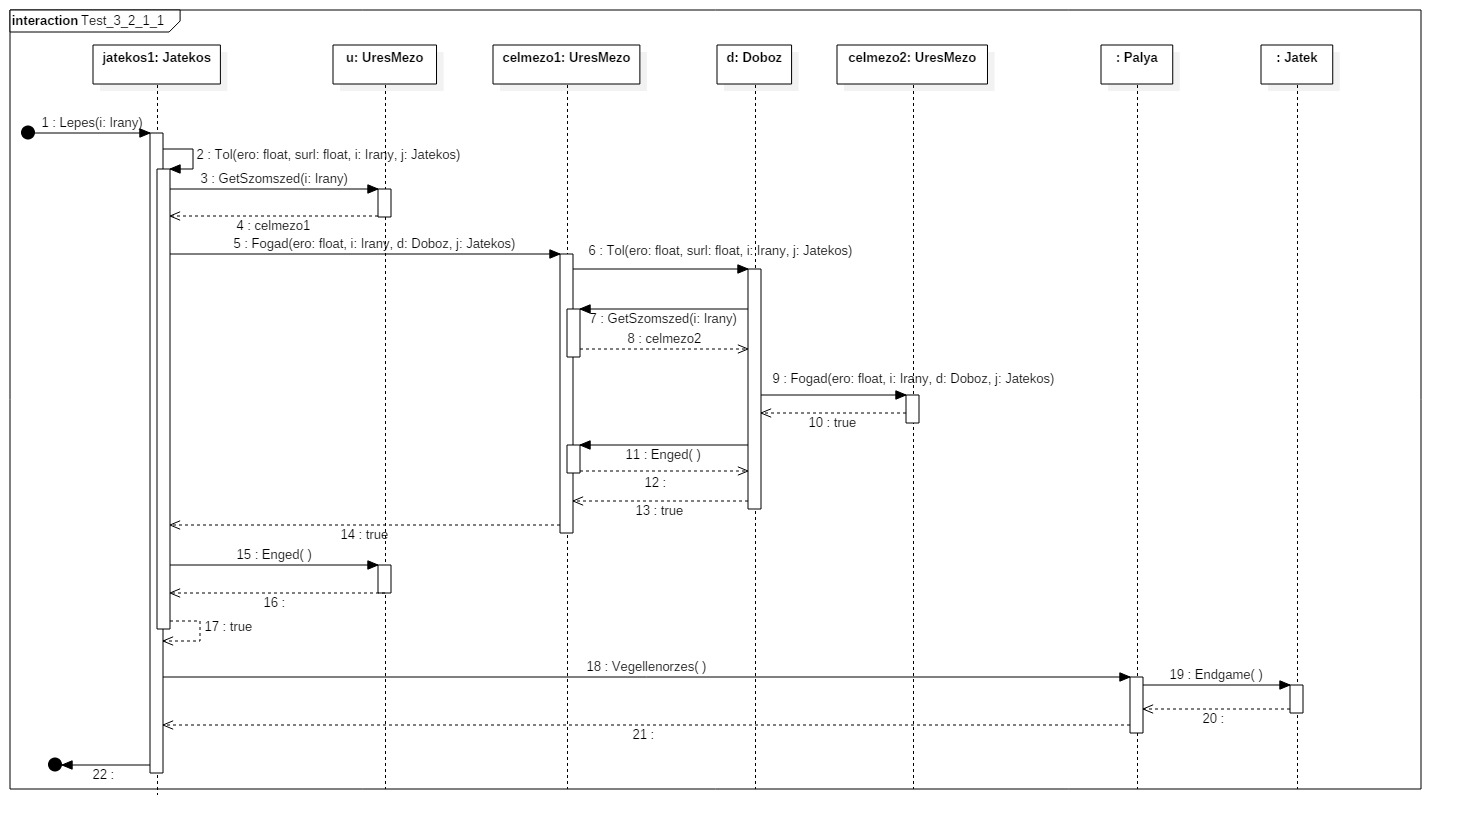 interaction Test_3_2_1_1
jatekos1: Jatekos
u: UresMezo
celmezo1: UresMezo
d: Doboz
celmezo2: UresMezo
: Palya
: Jatek
1 : Lepes(i: Irany)
2 : Tol(ero: float, surl: float, i: Irany, j: Jatekos)
3 : GetSzomszed(i: Irany)
4 : celmezo1
5 : Fogad(ero: float, i: Irany, d: Doboz, j: Jatekos)
6 : Tol(ero: float, surl: float, i: Irany, j: Jatekos)
7 : GetSzomszed(i: Irany)
8 : celmezo2
9 : Fogad(ero: float, i: Irany, d: Doboz, j: Jatekos)
10 : true
11 : Enged( )
12 :
13 : true
14 : true
15 : Enged( )
16 :
17 : true
18 : Vegellenorzes( )
19 : Endgame( )
20 :
21 :
22 :